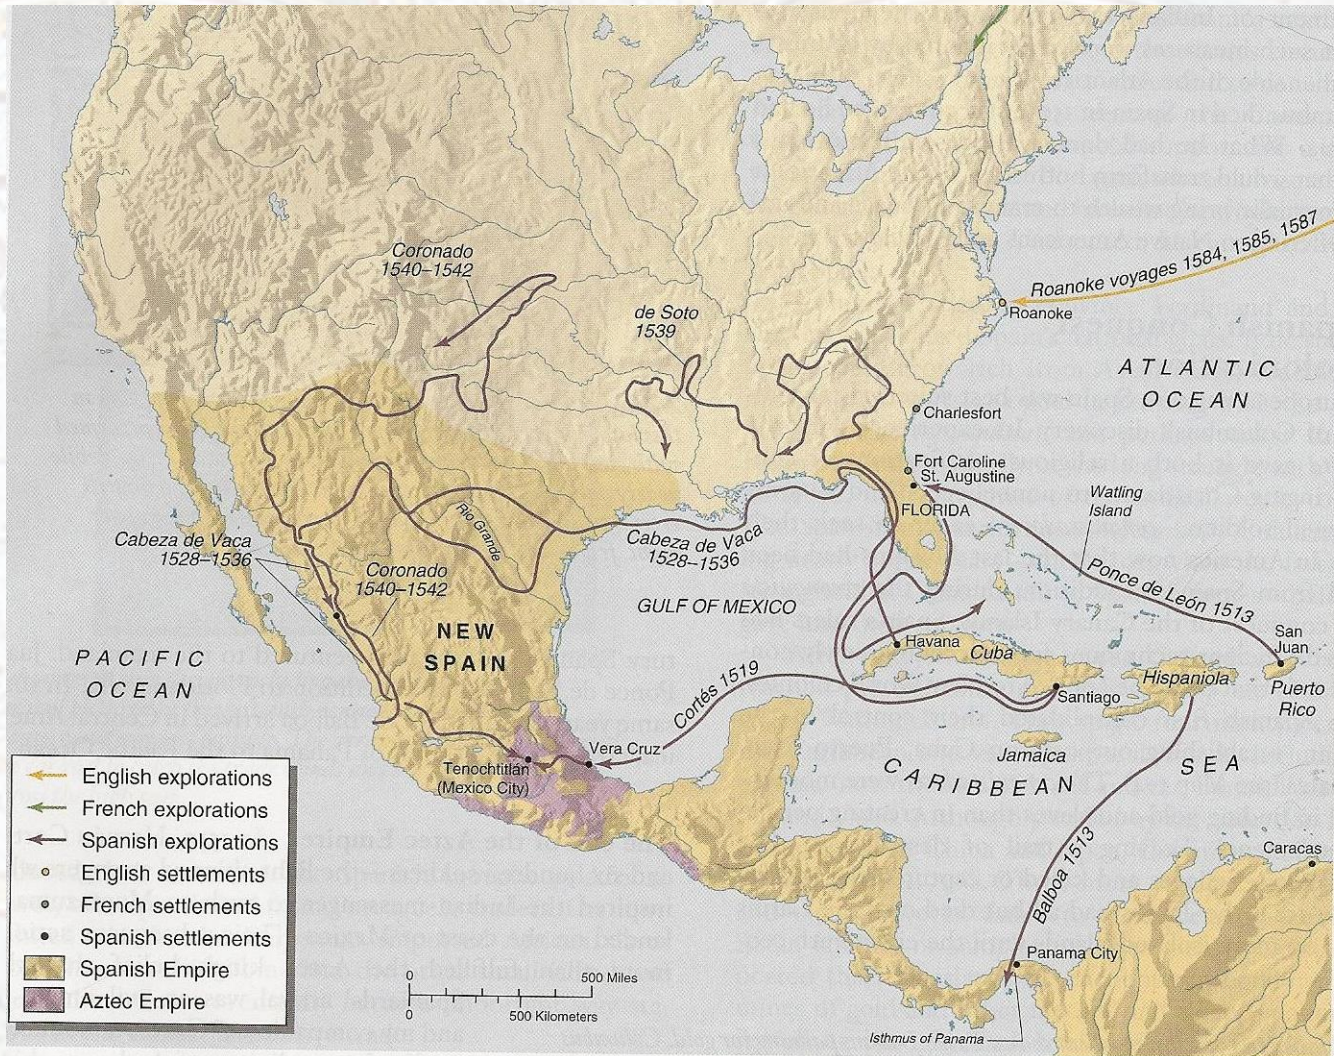 Coronado
1540–1542
de Soto
1539
Roanoke voyages 1584, 1585, 1587
Roanoke
ATLANTIC
OCEAN
Charlesfort
Fort Caroline
St. Augustine
FLORIDA
Watling
Island
Rio Grande
Cabeza de Vaca
1528–1536
Cabeza de Vaca
1528–1536
Coronado
1540–1542
Ponce de León 1513
GULF OF MEXICO
NEW
SPAIN
PACIFIC
OCEAN
Havana
Cuba
San
Juan
Hispaniola
Puerto
Rico
Santiago
Cortés 1519
Vera Cruz
Tenochtitlán
(Mexico City)
Jamaica
CARIBBEAN SEA
Balboa 1513
Caracas
Panama City
Isthmus of Panama
English explorations
French explorations
Spanish explorations
English settlements
French settlements
Spanish settlements
Spanish Empire
Aztec Empire
0 500 Miles
0 500 Kilometers